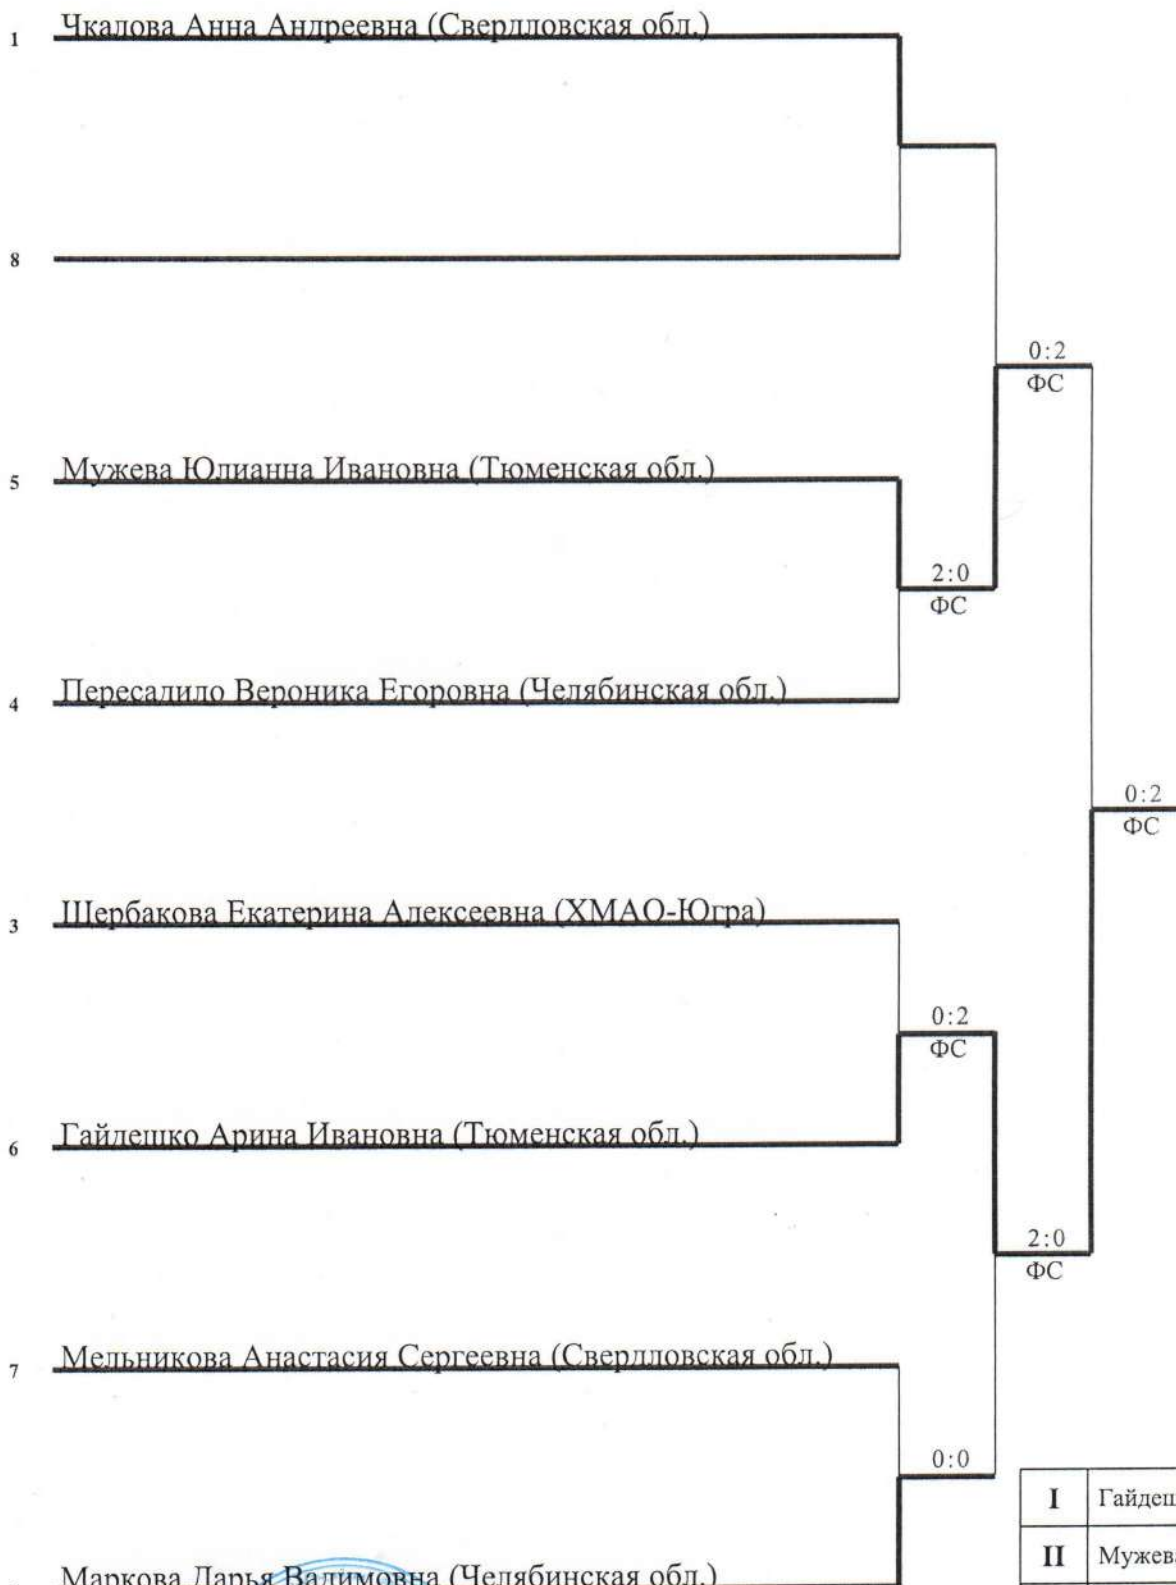 1 Чкалова Анна Андреевна (Свердловская обл.)
8
0:2
ФС
5 Мужева Юлианна Ивановна (Тюменская обл.)
2:0
ФС
4 Пересадило Вероника Егоровна (Челябинская обл.)
0:2
ФС
3 Щербакова Екатерина Алексеевна (ХМАО-Югра)
0:2
ФС
6 Гайдешко Арина Ивановна (Тюменская обл.)
2:0
ФС
7 Мельникова Анастасия Сергеевна (Свердловская обл.)
0:0
I Гайдеш
II Мужева
Маркова Дарья Вадимовна (Челябинская обл.)